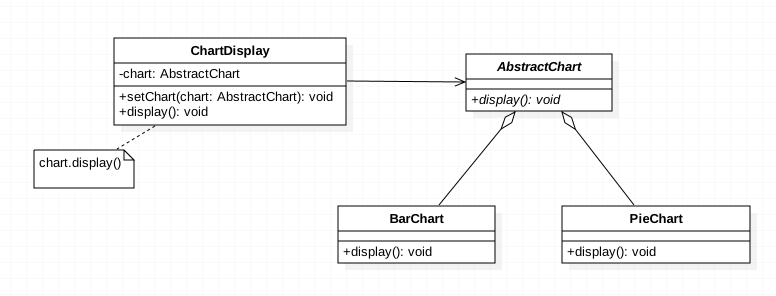 ChartDisplay
-chart: AbstractChart
+setChart(chart: AbstractChart): void
+display(): void
chart.display()
AbstractChart
+display(): void
BarChart
+display(): void
PieChart
+display(): void